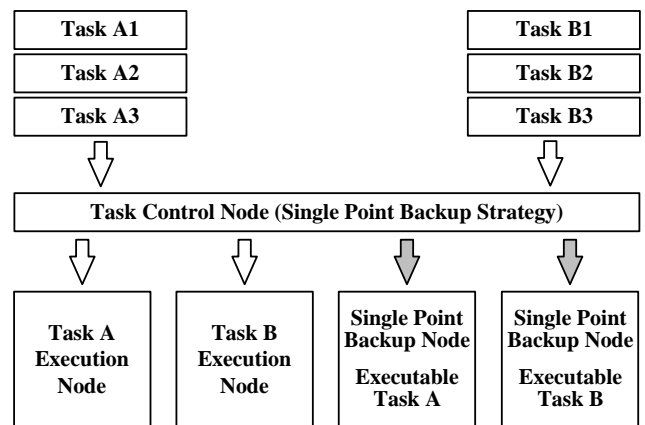 Task A1
Task A2
Task A3
Task B1
Task B2
Task B3
Task Control Node (Single Point Backup Strategy)
Task A
Execution
Node
Task B
Execution
Node
Single Point
Backup Node
Executable
Task A
Single Point
Backup Node
Executable
Task B